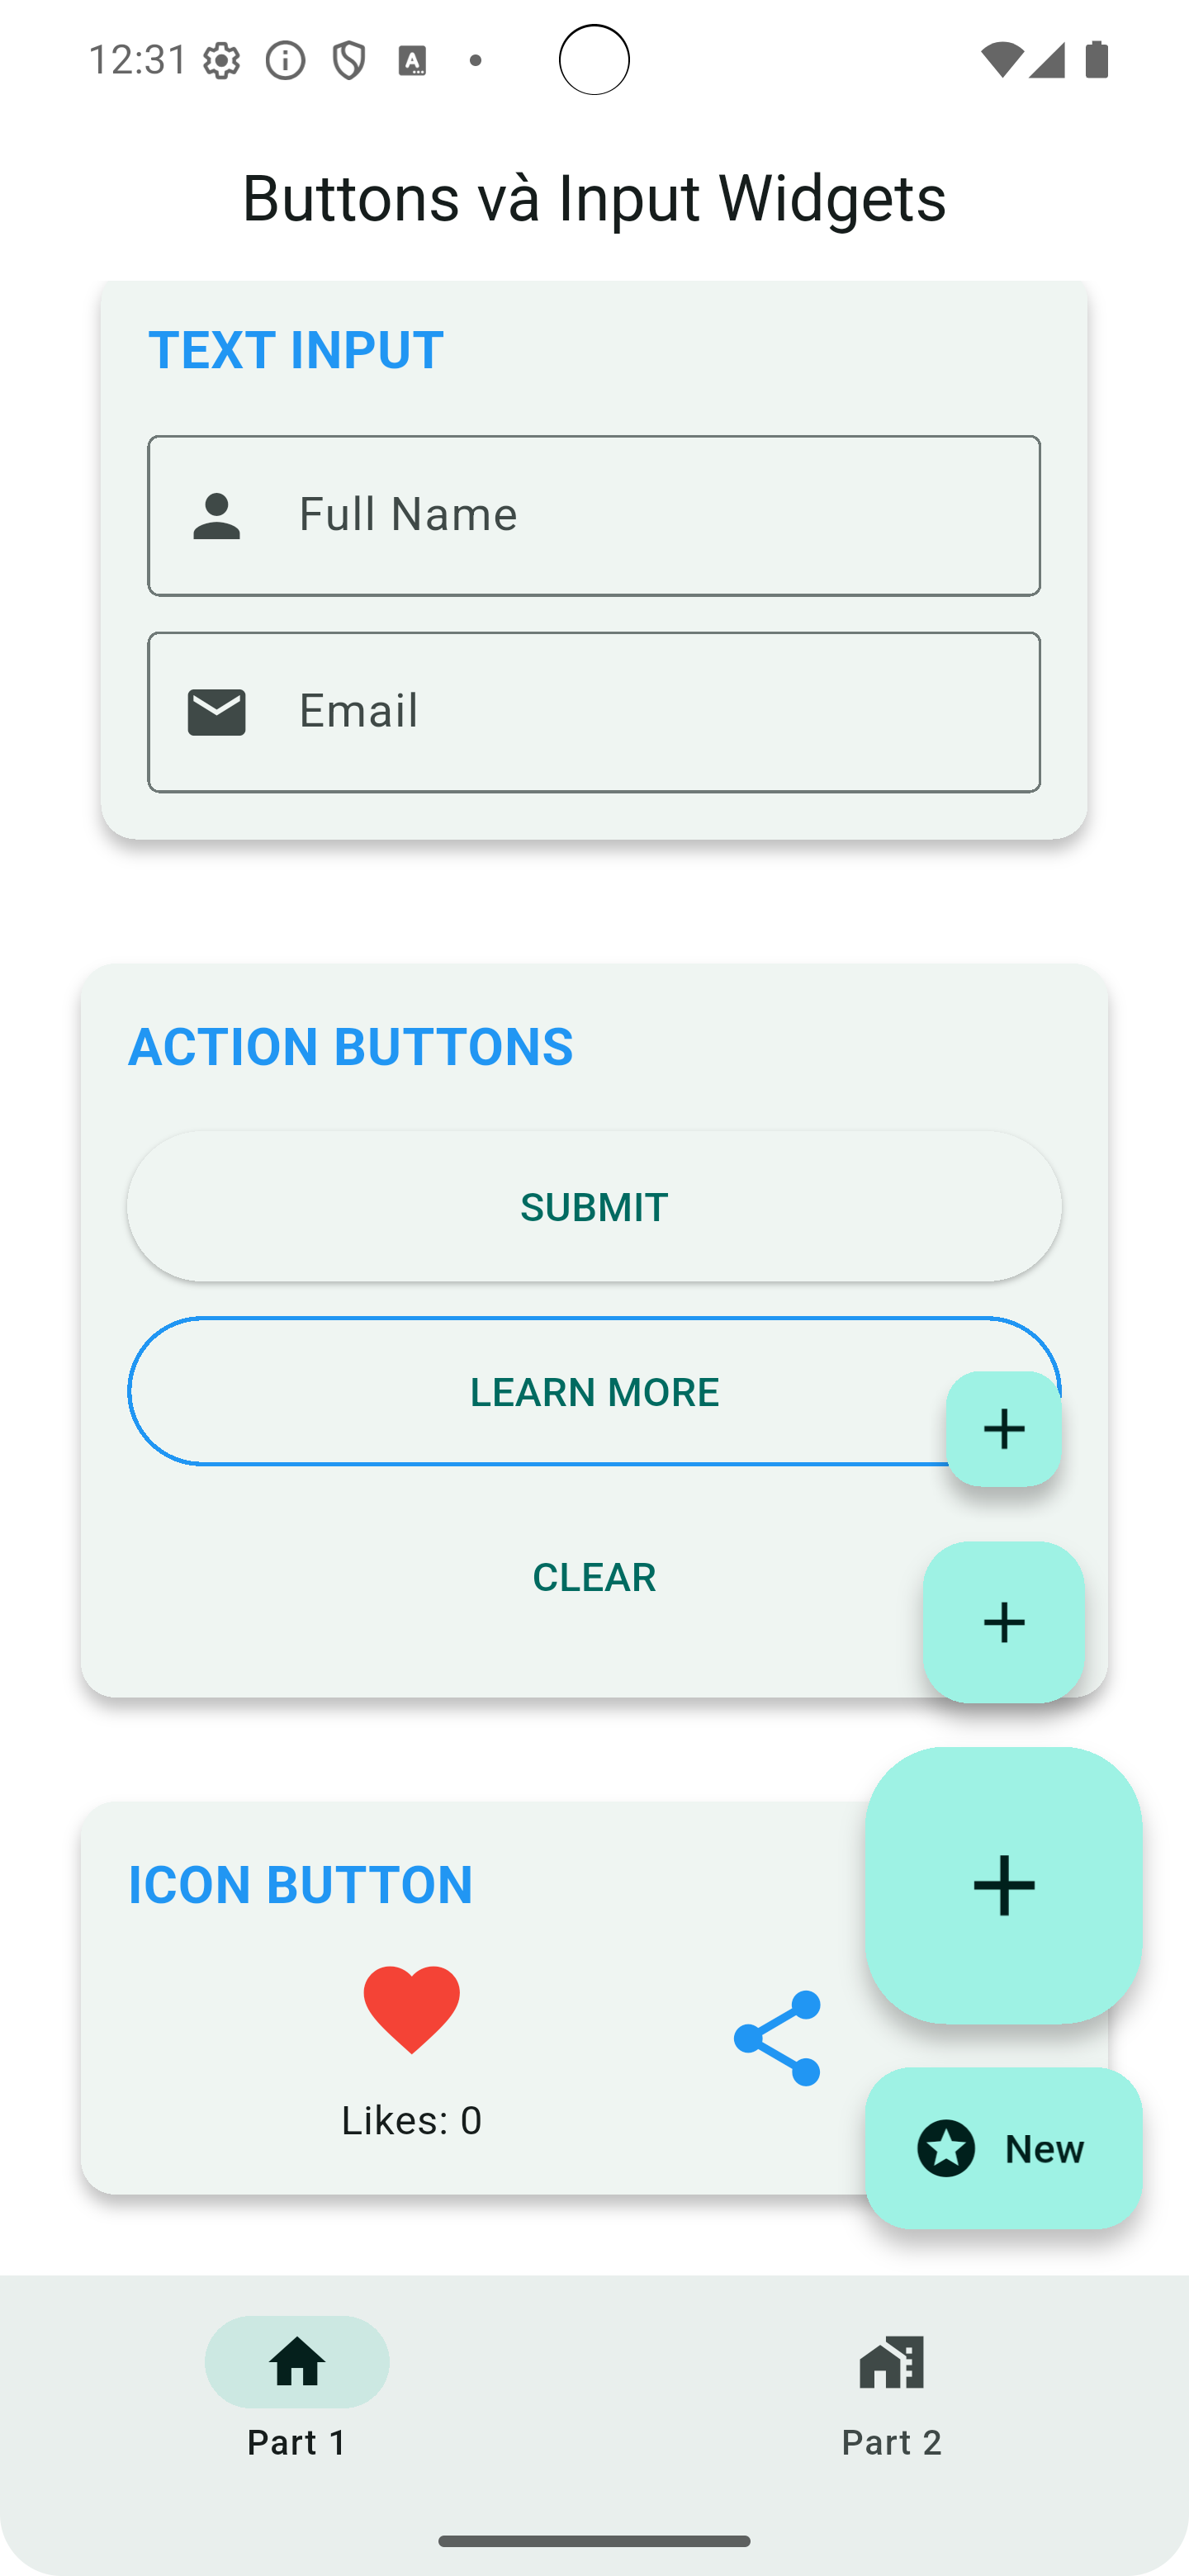 12:31
Buttons và Input Widgets
TEXT INPUT
Full Name
Email
ACTION BUTTONS
SUBMIT
LEARN MORE
CLEAR
ICON BUTTON
Likes: 0
New
Part 1
Part 2